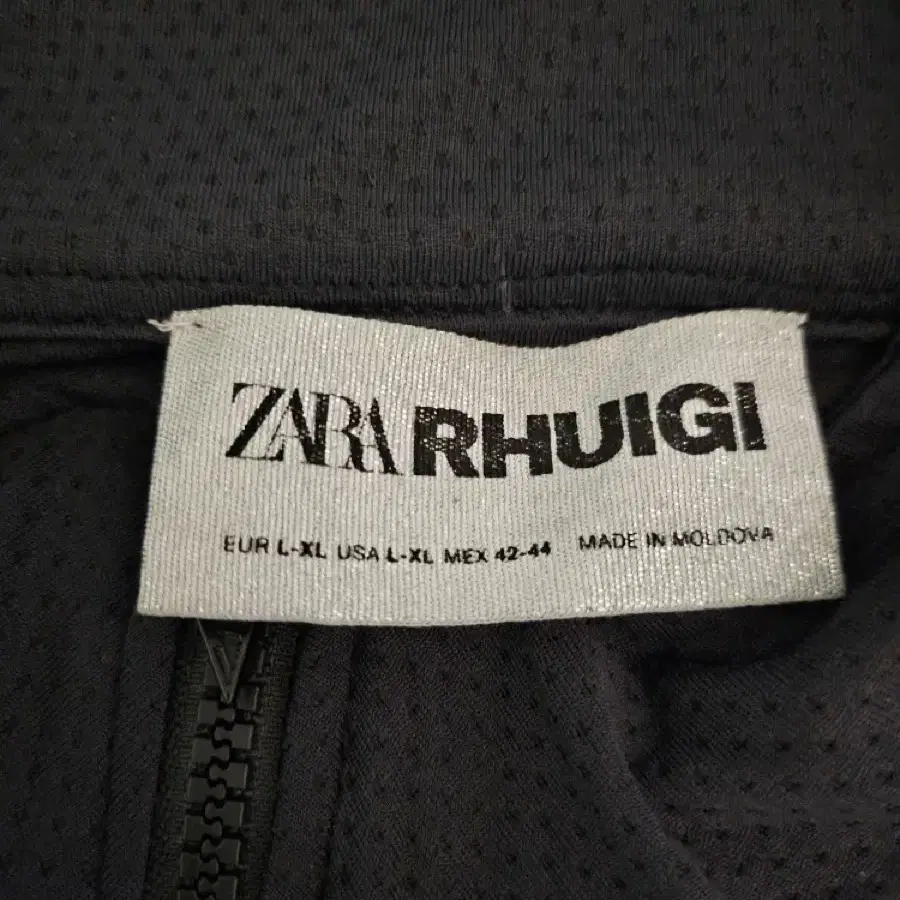 ZARA RHUIGI
EUR L-XL USA L-XL MEX 42-44 MADE IN MOLDOVA